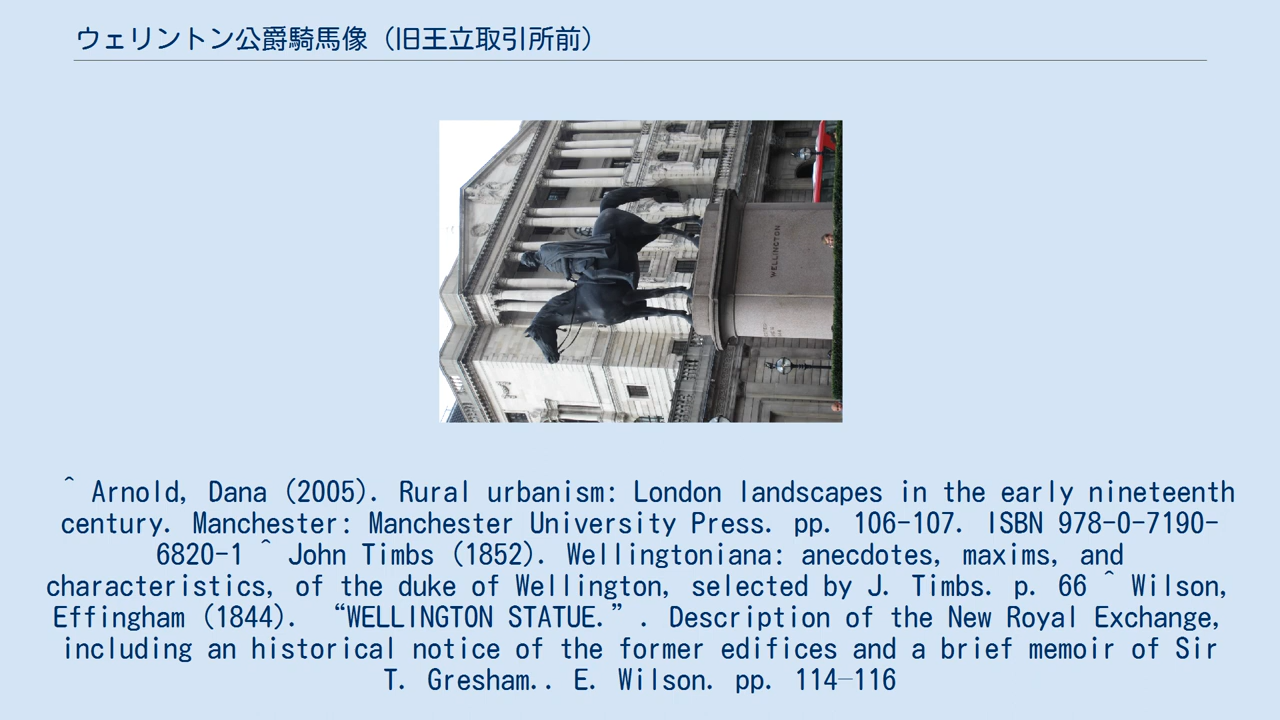 ウェリントン公爵騎馬像（旧王立取引所前）
WELLINGTON
^ Arnold, Dana (2005). Rural urbanism: London landscapes in the early nineteenth
century. Manchester: Manchester University Press. pp. 106-107. ISBN 978-0-7190-
6820-1 ^ John Timbs (1852). Wellingtoniana: anecdotes, maxims, and
characteristics, of the duke of Wellington, selected by J. Timbs. p. 66 ^ Wilson,
Effingham (1844). “WELLINGTON STATUE.”. Description of the New Royal Exchange,
including an historical notice of the former edifices and a brief memoir of Sir
T. Gresham.. E. Wilson. pp. 114–116